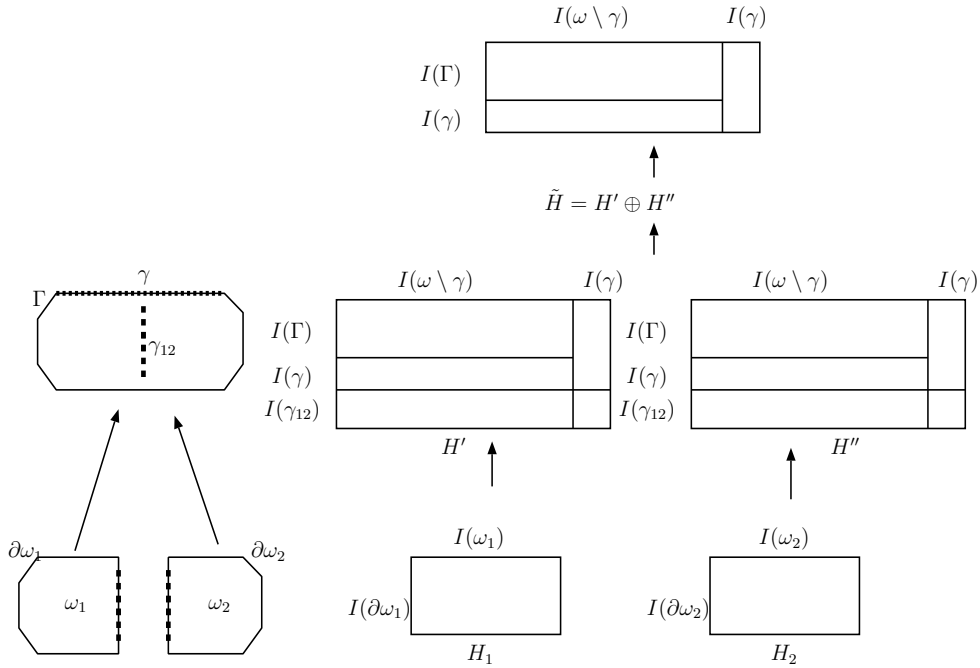 I(ω \ γ) I(γ)
I(Γ)
I(γ)
H̃ = H′ ⊕ H″
γ I(ω \ γ) I(γ) I(ω \ γ) I(γ)
Γ
I(Γ) I(Γ)
γ₁₂
I(γ) I(γ)
I(γ₁₂) I(γ₁₂)
H′ H″
∂ω₁ ∂ω₂ I(ω₁) I(ω₂)
ω₁ ω₂ I(∂ω₁) I(∂ω₂)
H₁ H₂